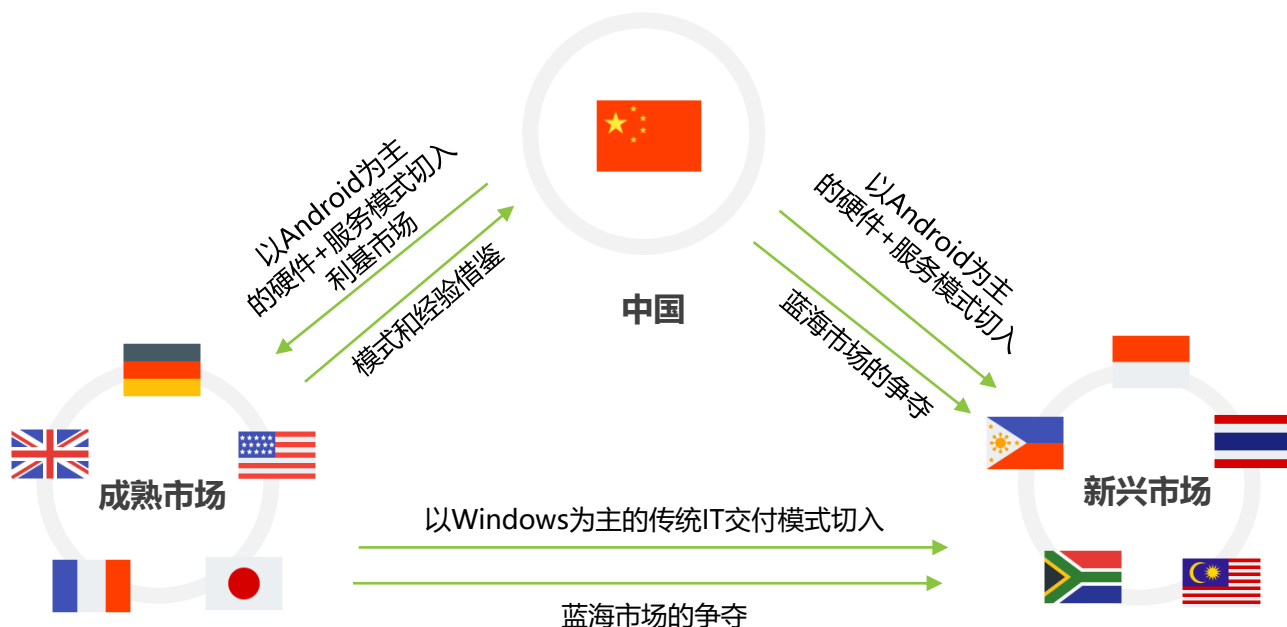 中国
以Android为主
的硬件+服务模式切入
利基市场
模式和经验借鉴
以Android为主
的硬件+服务模式切入
蓝海市场的争夺
成熟市场
新兴市场
以Windows为主的传统IT交付模式切入
蓝海市场的争夺